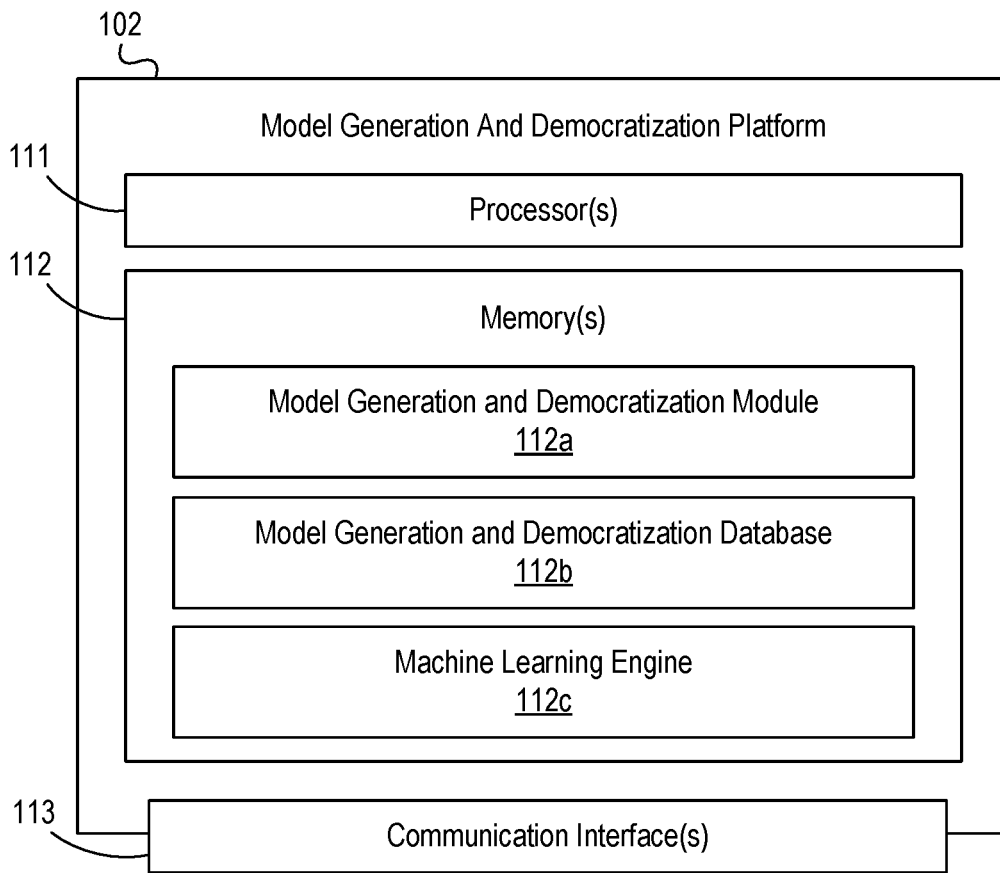 102
Model Generation And Democratization Platform
111
Processor(s)
112
Memory(s)
Model Generation and Democratization Module
112a
Model Generation and Democratization Database
112b
Machine Learning Engine
112c
113
Communication Interface(s)